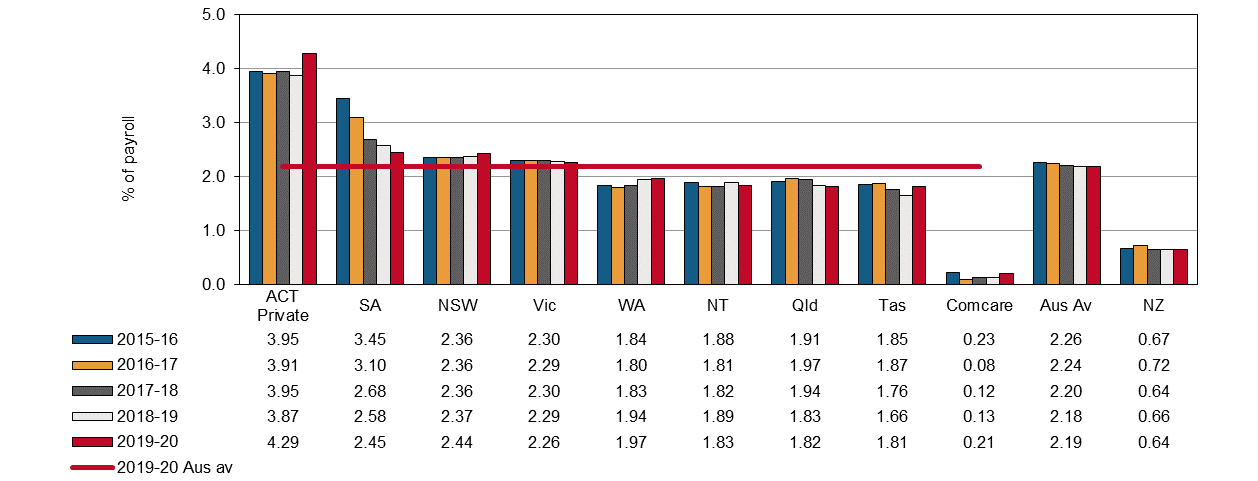 5.0
4.0
3.0
2.0
1.0
0.0
% of payroll
ACT Private SA NSW Vic WA NT Qld Tas Comcare Aus Av NZ
2015-16 3.95 3.45 2.36 2.30 1.84 1.88 1.91 1.85 0.23 2.26 0.67
2016-17 3.91 3.10 2.36 2.29 1.80 1.81 1.97 1.87 0.08 2.24 0.72
2017-18 3.95 2.68 2.36 2.30 1.83 1.82 1.94 1.76 0.12 2.20 0.64
2018-19 3.87 2.58 2.37 2.29 1.94 1.89 1.83 1.66 0.13 2.18 0.66
2019-20 4.29 2.45 2.44 2.26 1.97 1.83 1.82 1.81 0.21 2.19 0.64
2019-20 Aus av